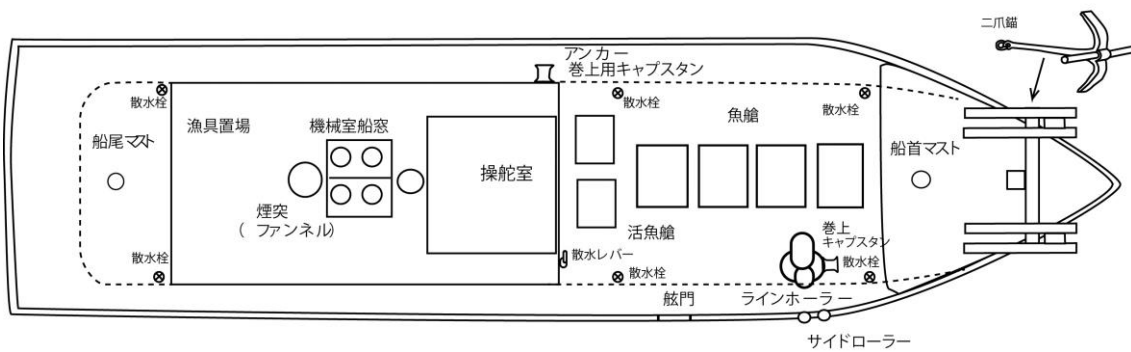 二爪錨
アンカー
巻上用キャプスタン
散水栓
散水栓
散水栓
漁具置場
機械室船窓
魚艙
船尾マスト
船首マスト
操舵室
煙突
( ファンネル)
活魚艙
巻上
キャプスタン
散水栓
散水レバー
散水栓
散水栓
舷門
ラインホーラー
サイドローラー